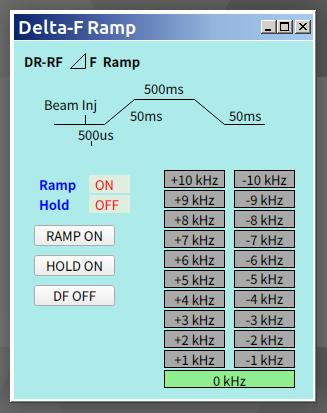 Delta-F Ramp
DR-RF ⊿ F Ramp
500ms
Beam Inj
50ms
50ms
500us
Ramp ON
Hold OFF
RAMP ON
HOLD ON
DF OFF
+10 kHz -10 kHz
+9 kHz -9 kHz
+8 kHz -8 kHz
+7 kHz -7 kHz
+6 kHz -6 kHz
+5 kHz -5 kHz
+4 kHz -4 kHz
+3 kHz -3 kHz
+2 kHz -2 kHz
+1 kHz -1 kHz
0 kHz